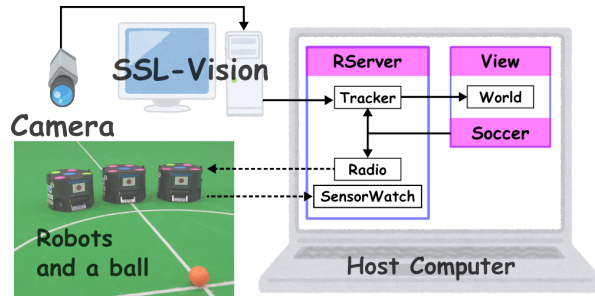 SSL-Vision
Camera
Robots
and a ball
RServer
Tracker
Radio
SensorWatch
View
World
Soccer
Host Computer